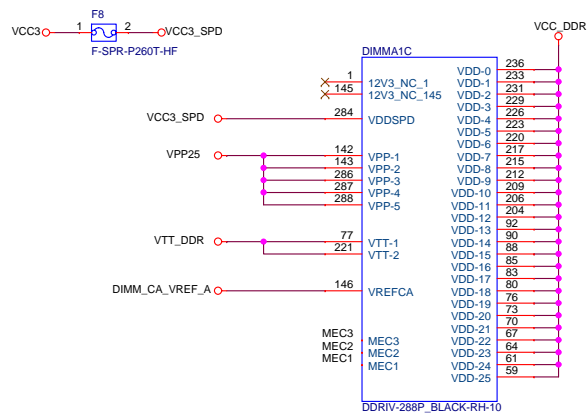 F8
VCC3 1 2 VCC3_SPD
F-SPR-P260T-HF
VCC_DDR
DIMMA1C
1 12V3_NC_1
145 12V3_NC_145
VCC3_SPD 284 VDDSPD
VPP25 142 VPP-1
143 VPP-2
286 VPP-3
287 VPP-4
288 VPP-5
VTT_DDR 77 VTT-1
221 VTT-2
DIMM_CA_VREF_A 146 VREFCA
MEC3 MEC3
MEC2 MEC2
MEC1 MEC1
VDD-0 236
VDD-1 233
VDD-2 231
VDD-3 229
VDD-4 226
VDD-5 223
VDD-6 220
VDD-7 217
VDD-8 215
VDD-9 212
VDD-10 209
VDD-11 206
VDD-12 204
VDD-13 92
VDD-14 90
VDD-15 88
VDD-16 85
VDD-17 83
VDD-18 80
VDD-19 76
VDD-20 73
VDD-21 70
VDD-22 67
VDD-23 64
VDD-24 61
VDD-25 59
DDRIV-288P_BLACK-RH-10